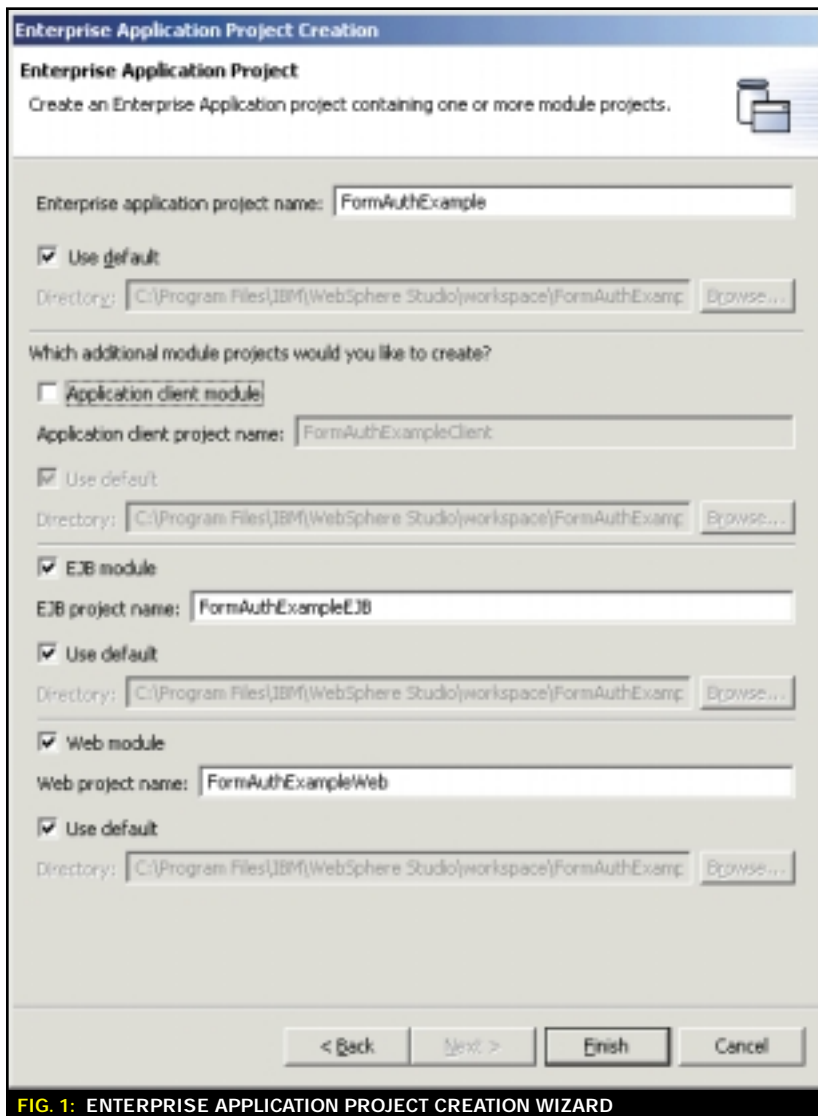 Enterprise Application Project Creation
Enterprise Application Project
Create an Enterprise Application project containing one or more module projects.
Enterprise application project name: FormAuthExample
Use default
Directory: C:\Program Files\IBM\WebSphere Studio\workspace\FormAuthExamp Browse...
Which additional module projects would you like to create?
Application client module
Application client project name: FormAuthExampleClient
Use default
Directory: C:\Program Files\IBM\WebSphere Studio\workspace\FormAuthExamp Browse...
EJB module
EJB project name: FormAuthExampleEJB
Use default
Directory: C:\Program Files\IBM\WebSphere Studio\workspace\FormAuthExamp Browse...
Web module
Web project name: FormAuthExampleWeb
Use default
Directory: C:\Program Files\IBM\WebSphere Studio\workspace\FormAuthExamp Browse...
< Back Next > Finish Cancel
FIG. 1: ENTERPRISE APPLICATION PROJECT CREATION WIZARD